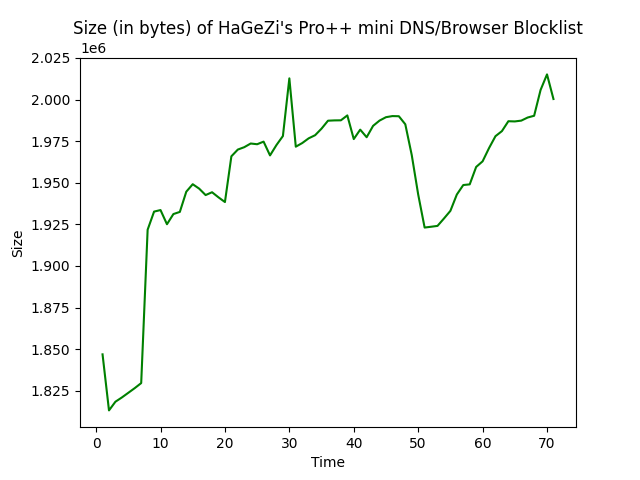 Size (in bytes) of HaGeZi's Pro++ mini DNS/Browser Blocklist
1e6
2.025
2.000
1.975
1.950
1.925
1.900
1.875
1.850
1.825
Size
0 10 20 30 40 50 60 70
Time